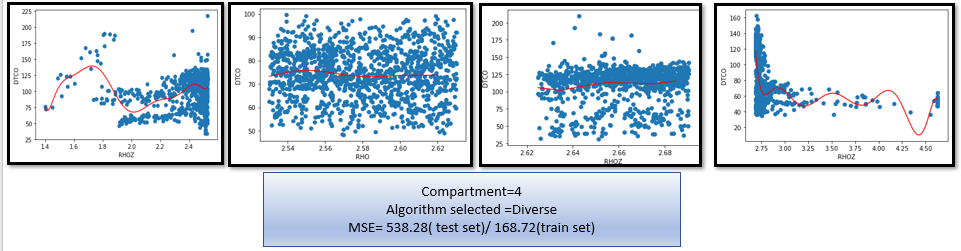 225
200
175
150
125
100
75
50
25
DTCO
1.4 1.6 1.8 2.0 2.2 2.4
RHOZ
100
90
80
70
60
50
DTCO
2.54 2.56 2.58 2.60 2.62
RHO
200
175
150
125
100
75
50
25
DTCO
2.62 2.64 2.66 2.68
RHOZ
160
140
120
100
80
60
40
20
DTCO
2.75 3.00 3.25 3.50 3.75 4.00 4.25 4.50
RHOZ
Compartment=4
Algorithm selected =Diverse
MSE= 538.28( test set)/ 168.72(train set)